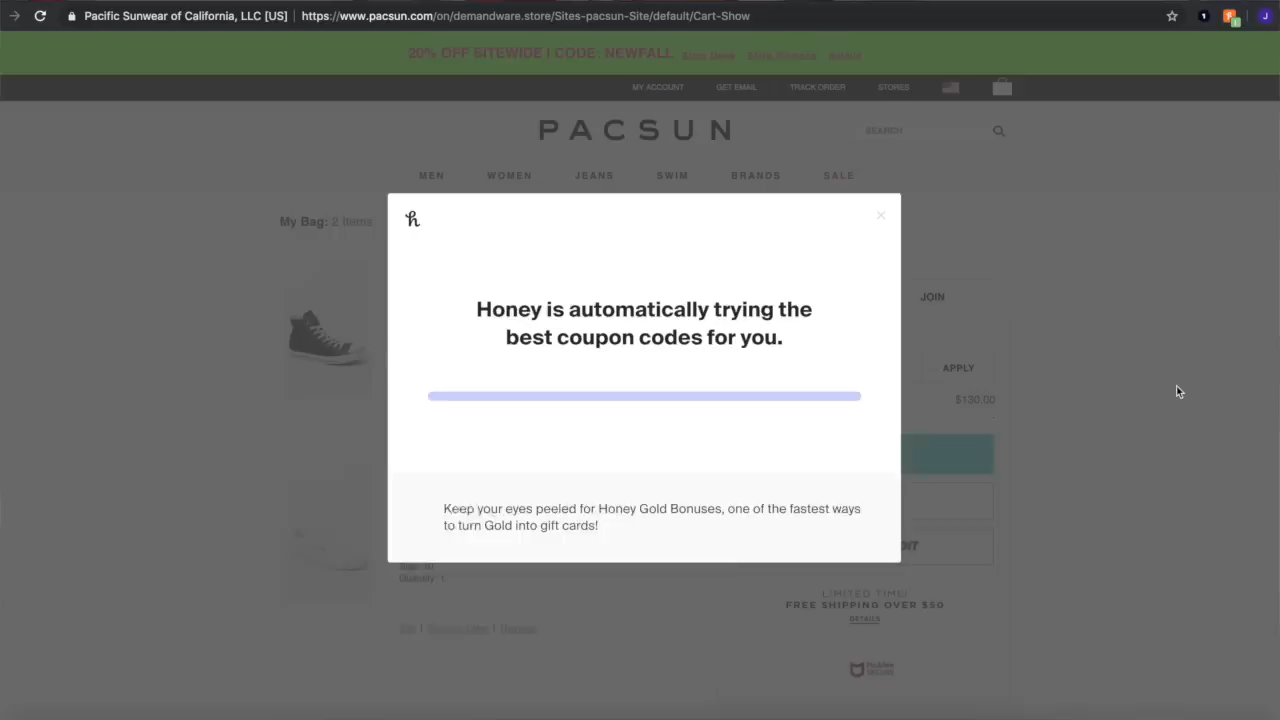 Pacific Sunwear of California, LLC [US] | https://www.pacsun.com/on/demandware.store/Sites-pacsun-Site/default/Cart-Show
20% OFF SITEWIDE | CODE: NEWFALL
MY ACCOUNT GET EMAIL TRACK ORDER STORES
PACSUN
SEARCH
MEN WOMEN JEANS SWIM BRANDS SALE
My Bag: 2 Items
h
Honey is automatically trying the
best coupon codes for you.
JOIN
APPLY
$130.00
Keep your eyes peeled for Honey Gold Bonuses, one of the fastest ways
to turn Gold into gift cards!
Quantity: 1
LIMITED TIME!
FREE SHIPPING OVER $50
DETAILS
McAfee
SECURE